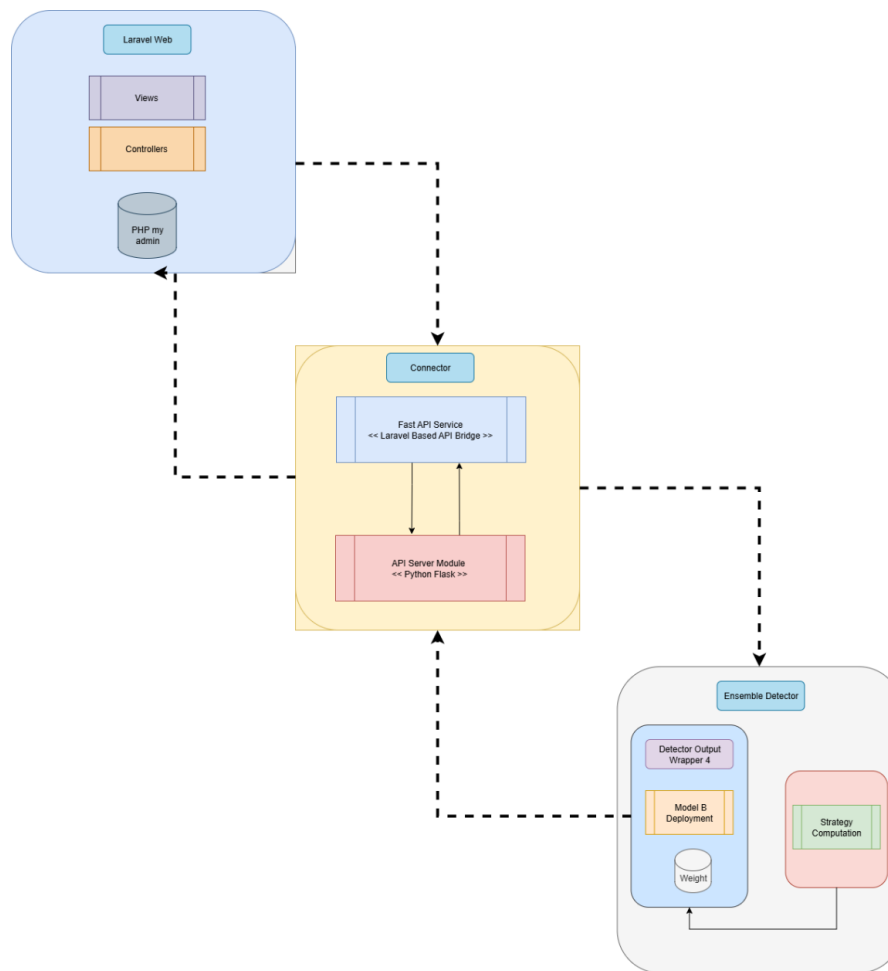 Laravel Web
Views
Controllers
PHP my
admin
Connector
Fast API Service
<< Laravel Based API Bridge >>
API Server Module
<< Python Flask >>
Ensemble Detector
Detector Output
Wrapper 4
Model B
Deployment
Weight
Strategy
Computation